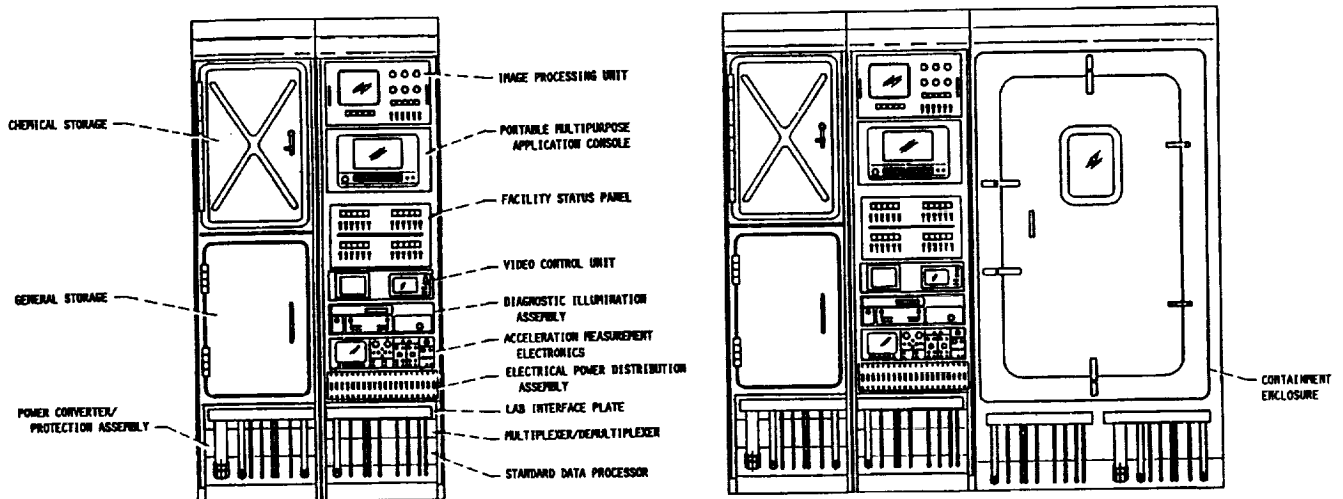 CHEMICAL STORAGE
GENERAL STORAGE
POWER CONVERTER/
PROTECTION ASSEMBLY
IMAGE PROCESSING UNIT
PORTABLE MULTIPURPOSE
APPLICATION CONSOLE
FACILITY STATUS PANEL
VIDEO CONTROL UNIT
DIAGNOSTIC ILLUMINATION
ASSEMBLY
ACCELERATION MEASUREMENT
ELECTRONICS
ELECTRICAL POWER DISTRIBUTION
ASSEMBLY
LAB INTERFACE PLATE
MULTIPLEXER/DEMULTIPLEXER
STANDARD DATA PROCESSOR
CONTAINMENT
ENCLOSURE